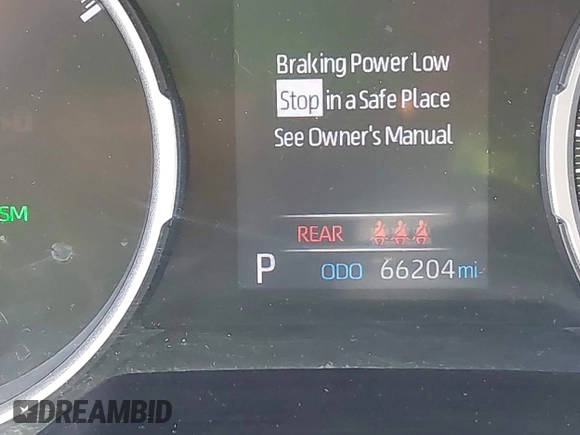 Braking Power Low
Stop in a Safe Place
See Owner's Manual
SM
REAR
P ODO 66204 mi
DREAMBID